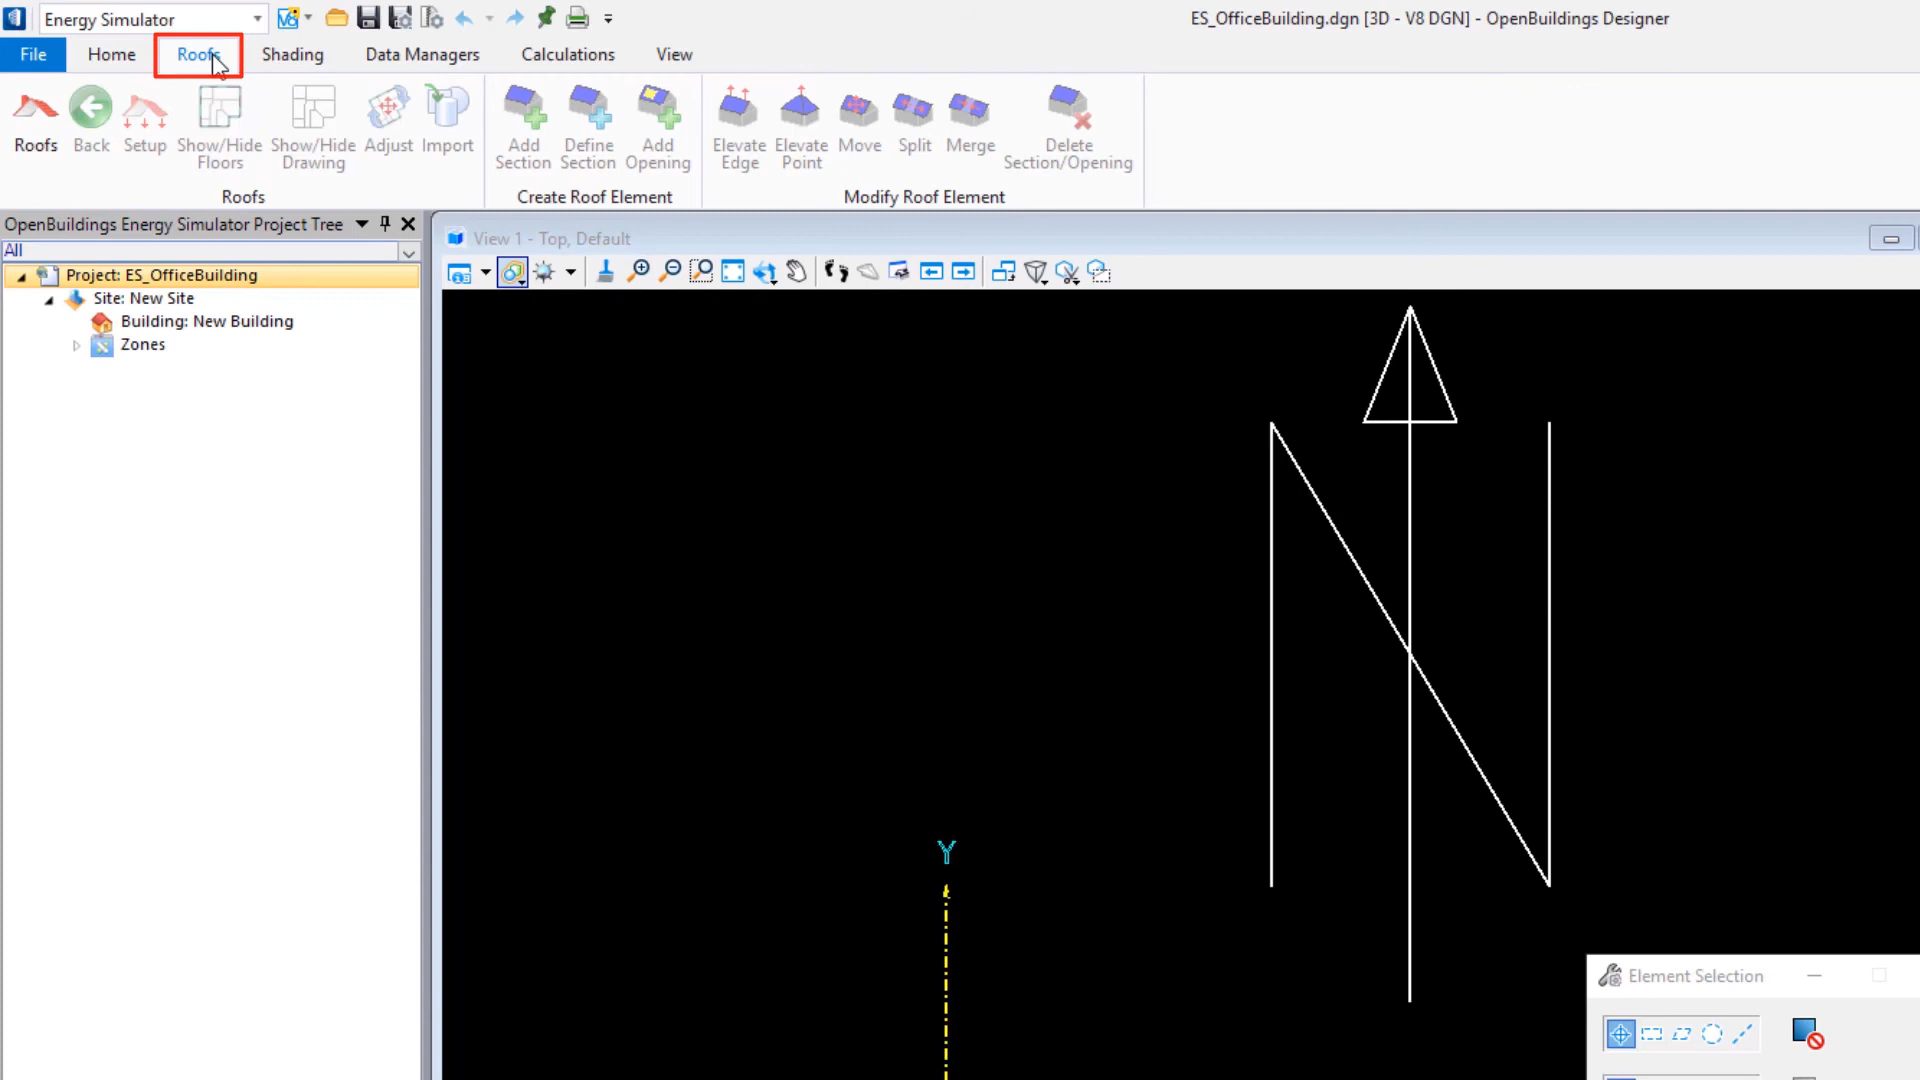 Energy Simulator
ES_OfficeBuilding.dgn [3D - V8 DGN] - OpenBuildings Designer
File Home Roofs Shading Data Managers Calculations View
Roofs Back Setup Show/Hide Floors Show/Hide Drawing Adjust Import
Add Section Define Section Add Opening
Elevate Edge Elevate Point Move Split Merge Delete Section/Opening
Roofs Create Roof Element Modify Roof Element
OpenBuildings Energy Simulator Project Tree
All
Project: ES_OfficeBuilding
Site: New Site
Building: New Building
Zones
View 1 - Top, Default
N
Y
Element Selection